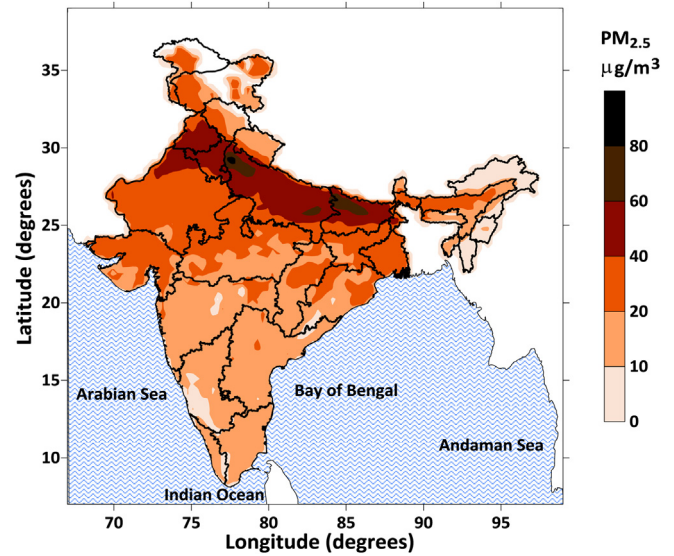 PM2.5
μg/m³
80
60
40
20
10
0
35
30
25
20
15
10
Latitude (degrees)
Arabian Sea
Bay of Bengal
Andaman Sea
Indian Ocean
70 75 80 85 90 95
Longitude (degrees)